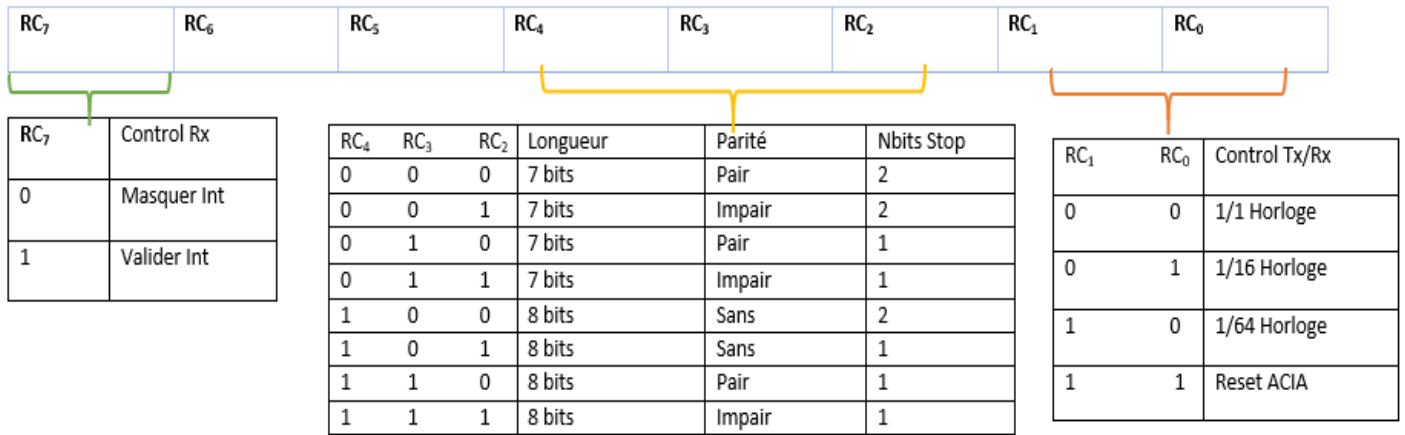 RC₇ RC₆ RC₅ RC₄ RC₃ RC₂ RC₁ RC₀
RC₇ Control Rx
0 Masquer Int
1 Valider Int
RC₄ RC₃ RC₂ Longueur Parité Nbits Stop
0 0 0 7 bits Pair 2
0 0 1 7 bits Impair 2
0 1 0 7 bits Pair 1
0 1 1 7 bits Impair 1
1 0 0 8 bits Sans 2
1 0 1 8 bits Sans 1
1 1 0 8 bits Pair 1
1 1 1 8 bits Impair 1
RC₁ RC₀ Control Tx/Rx
0 0 1/1 Horloge
0 1 1/16 Horloge
1 0 1/64 Horloge
1 1 Reset ACIA